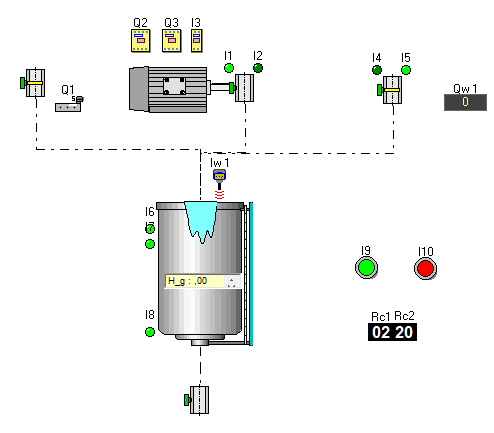 Q2 Q3 I3
I1 I2 I4 I5
Q1
Qw 1
0
Iw 1
I6
I7
H_g : ,00
I8
I9 I10
Rc1 Rc2
02 20